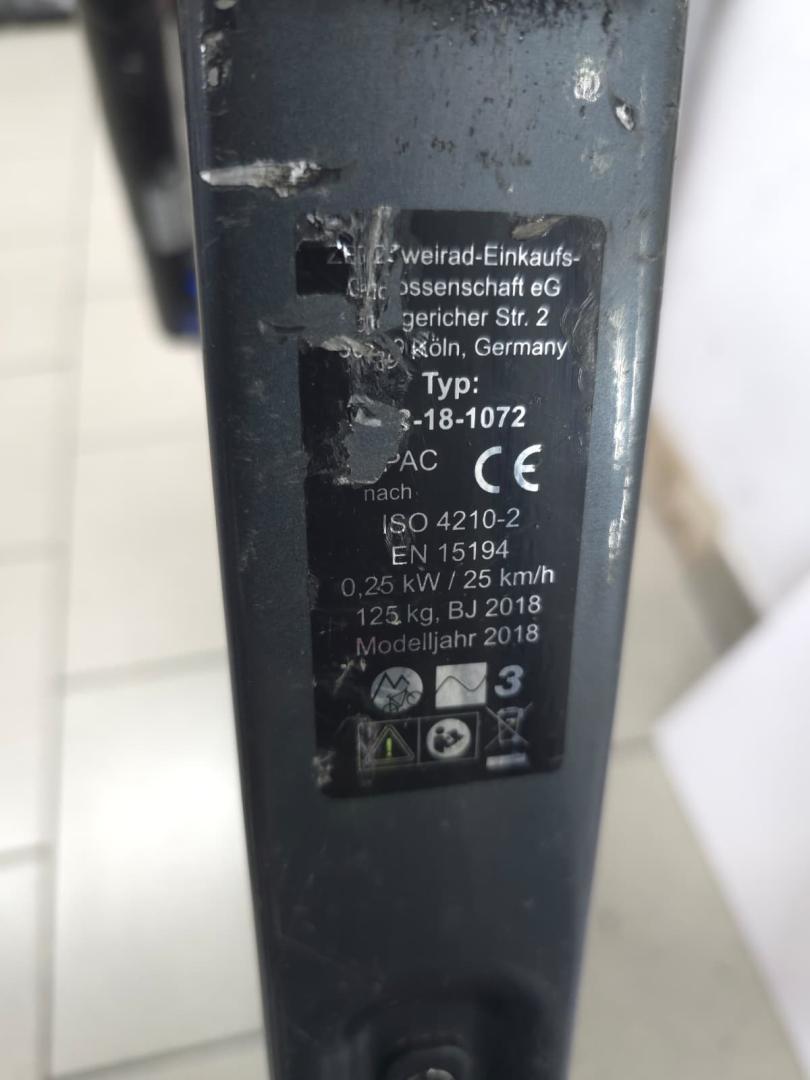 weirad-Einkaufs-
ossenschaft eG
gericher Str. 2
Köln, Germany
Typ:
-18-1072
PAC
nach
CE
ISO 4210-2
EN 15194
0,25 kW / 25 km/h
125 kg, BJ 2018
Modelljahr 2018
3